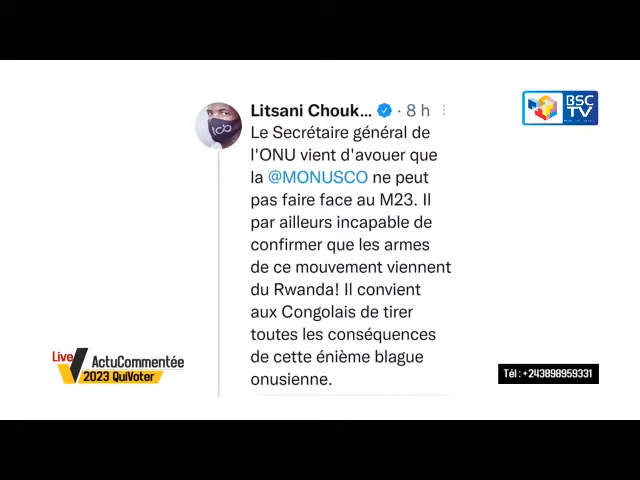 Litsani Chouk... · 8 h
Le Secrétaire général de
l'ONU vient d'avouer que
la @MONUSCO ne peut
pas faire face au M23. Il
par ailleurs incapable de
confirmer que les armes
de ce mouvement viennent
du Rwanda! Il convient
aux Congolais de tirer
toutes les conséquences
de cette énième blague
onusienne.
BSC
TV
lcb
Live
ActuCommentée
2023 QuiVoter
Tél : +243898959331